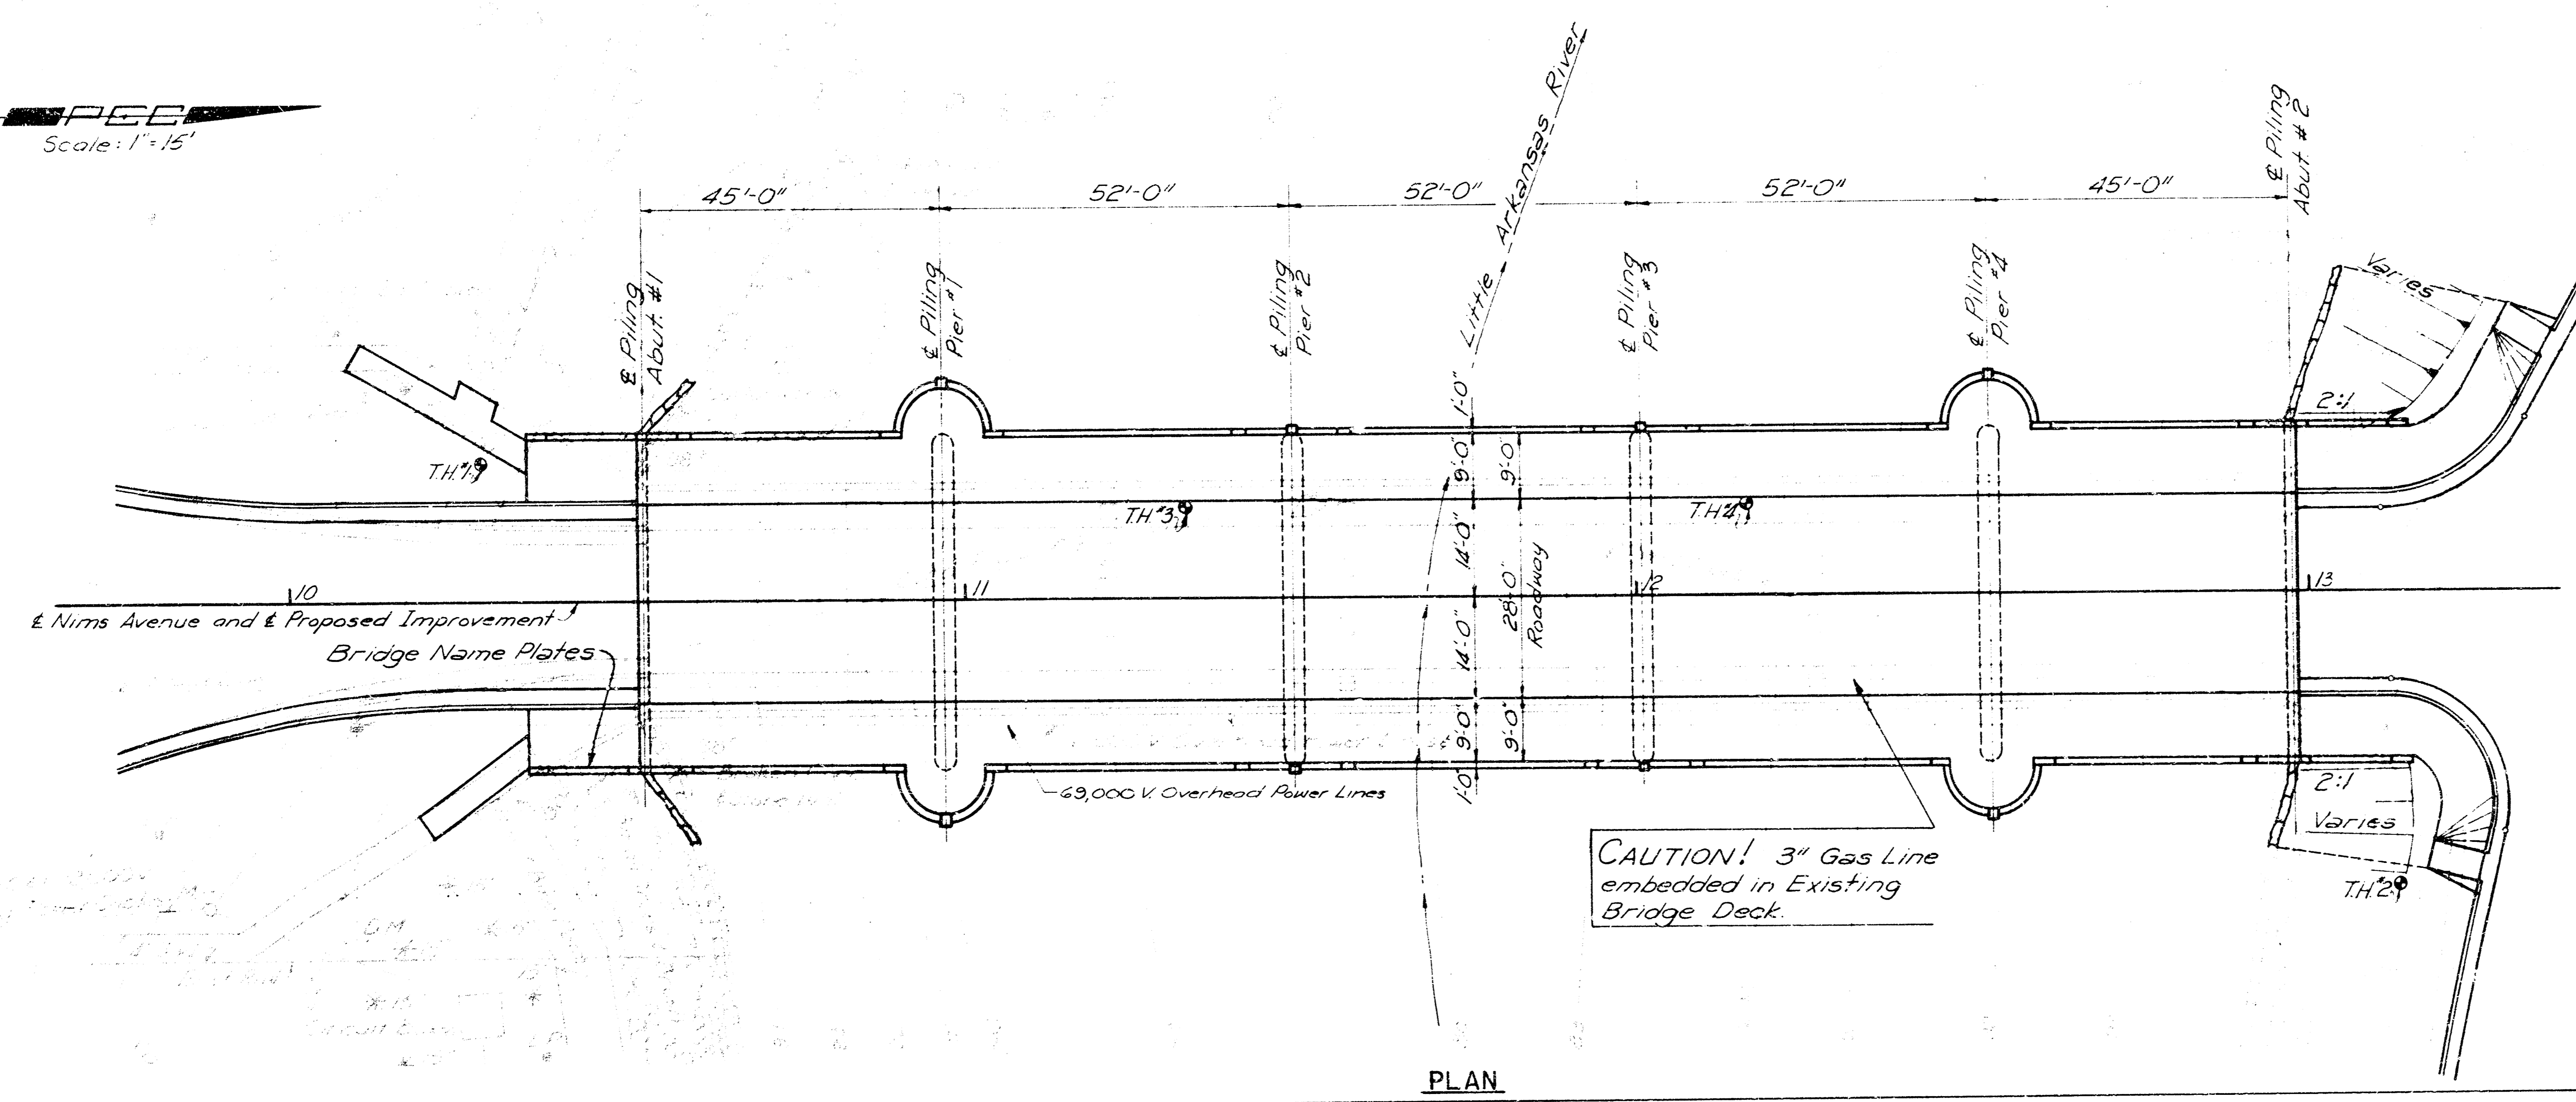 PEC
Scale: 1"=15'
Little Arkansas River
45'-0"
52'-0"
52'-0"
52'-0"
45'-0"
℄ Piling
Abut. #1
℄ Piling
Pier #1
℄ Piling
Pier #2
℄ Piling
Pier #3
℄ Piling
Pier #4
℄ Piling
Abut. #2
Varies
2:1
T.H.#1
T.H.#3
T.H.#4
1'-0"
9'-0"
14'-0"
14'-0"
9'-0"
1'-0"
9'-0"
28'-0"
Roadway
9'-0"
10
11
12
13
℄ Nims Avenue and ℄ Proposed Improvement
Bridge Name Plates
69,000 V. Overhead Power Lines
CAUTION! 3" Gas Line
embedded in Existing
Bridge Deck.
2:1
Varies
T.H.#2
PLAN